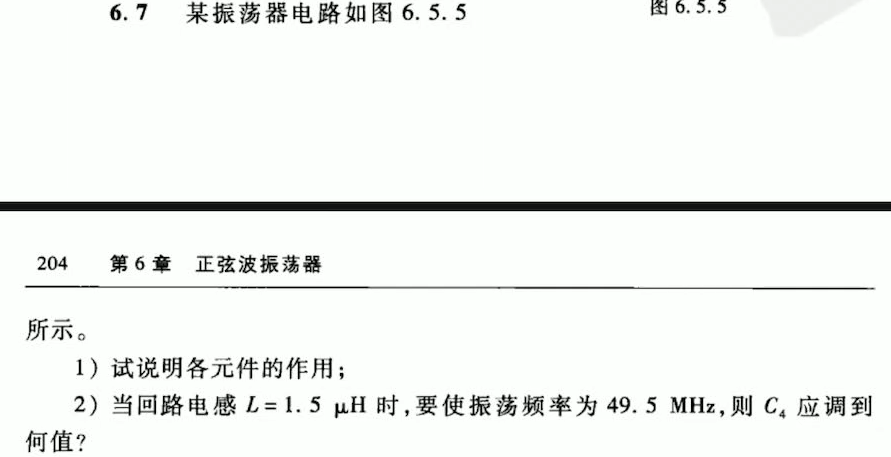 6.7 某振荡器电路如图 6.5.5
图 6.5.5
204 第 6 章 正弦波振荡器
所示。
1) 试说明各元件的作用;
2) 当回路电感 L = 1.5 μH 时,要使振荡频率为 49.5 MHz,则 C₄ 应调到
何值?